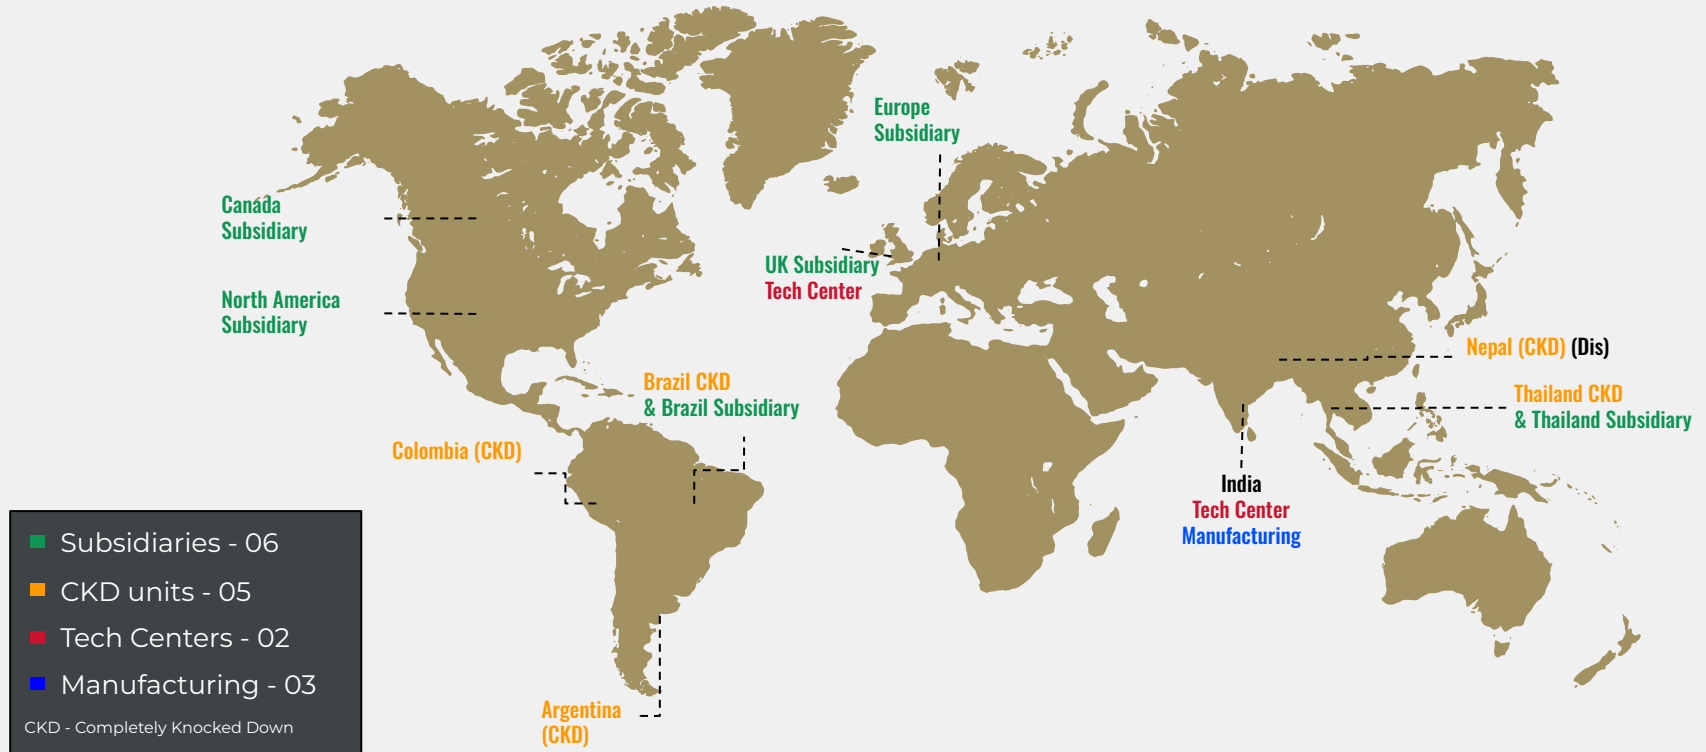 Europe
Subsidiary
Canada
Subsidiary
UK Subsidiary
Tech Center
North America
Subsidiary
Nepal (CKD) (Dis)
Brazil CKD
& Brazil Subsidiary
Thailand CKD
& Thailand Subsidiary
Colombia (CKD)
India
Tech Center
Manufacturing
Argentina
(CKD)
Subsidiaries - 06
CKD units - 05
Tech Centers - 02
Manufacturing - 03
CKD - Completely Knocked Down